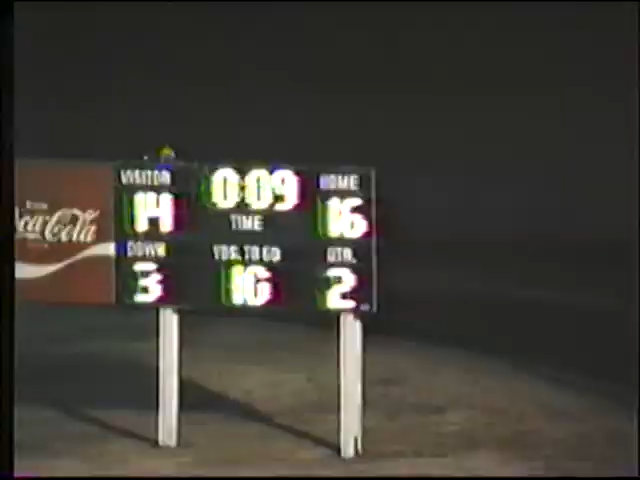 VISITOR 0:09 HOME
14 TIME 16
DOWN YDS. TO GO QTR.
3 16 2
Coca-Cola